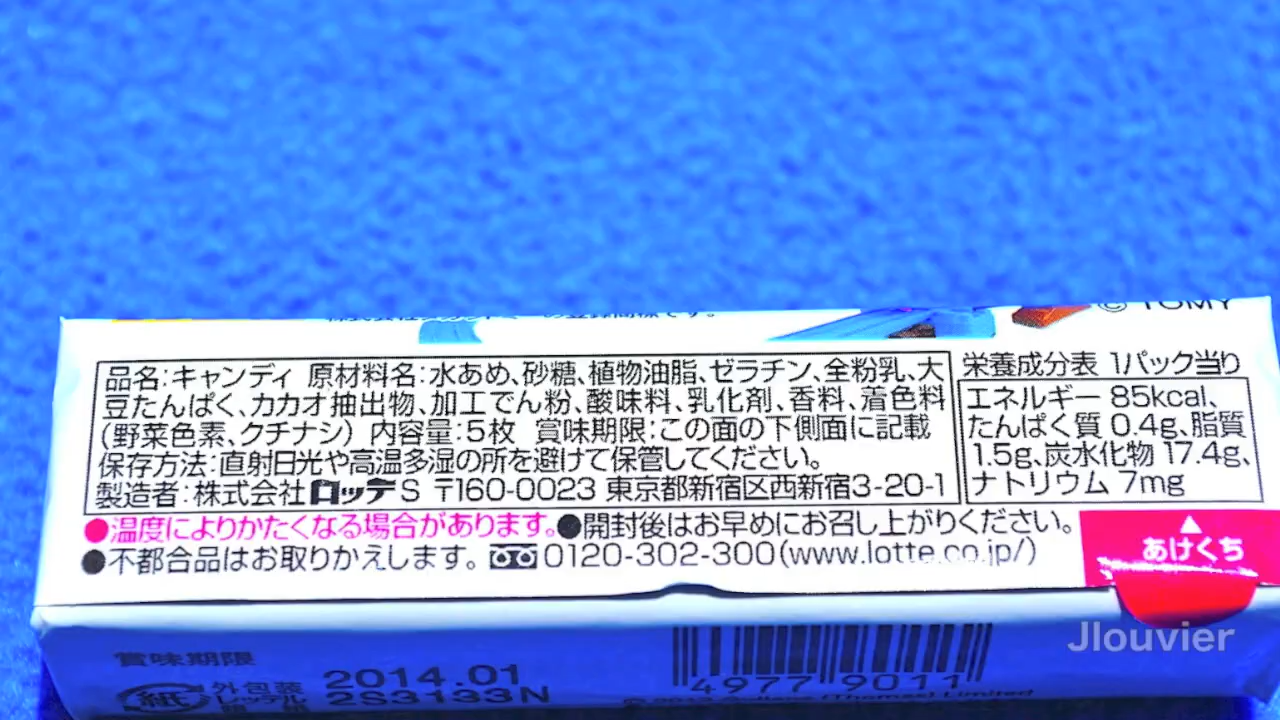 © TOMY
の登録商標です。
品名:キャンディ 原材料名:水あめ、砂糖、植物油脂、ゼラチン、全粉乳、大
豆たんぱく、カカオ抽出物、加工でん粉、酸味料、乳化剤、香料、着色料
(野菜色素、クチナシ) 内容量:5枚 賞味期限:この面の下側面に記載
保存方法:直射日光や高温多湿の所を避けて保管してください。
製造者:株式会社ロッテS 〒160-0023 東京都新宿区西新宿3-20-1
栄養成分表 1パック当り
エネルギー 85kcal、
たんぱく質 0.4g、脂質
1.5g、炭水化物 17.4g、
ナトリウム 7mg
●温度によりかたくなる場合があります。●開封後はお早めにお召し上がりください。
●不都合品はお取りかえします。 0120-302-300(www.lotte.co.jp/)
あけくち
Jlouvier
賞味期限
2014.01
2S3133N
紙
外包装
4977 9011
(Thomas) Limited